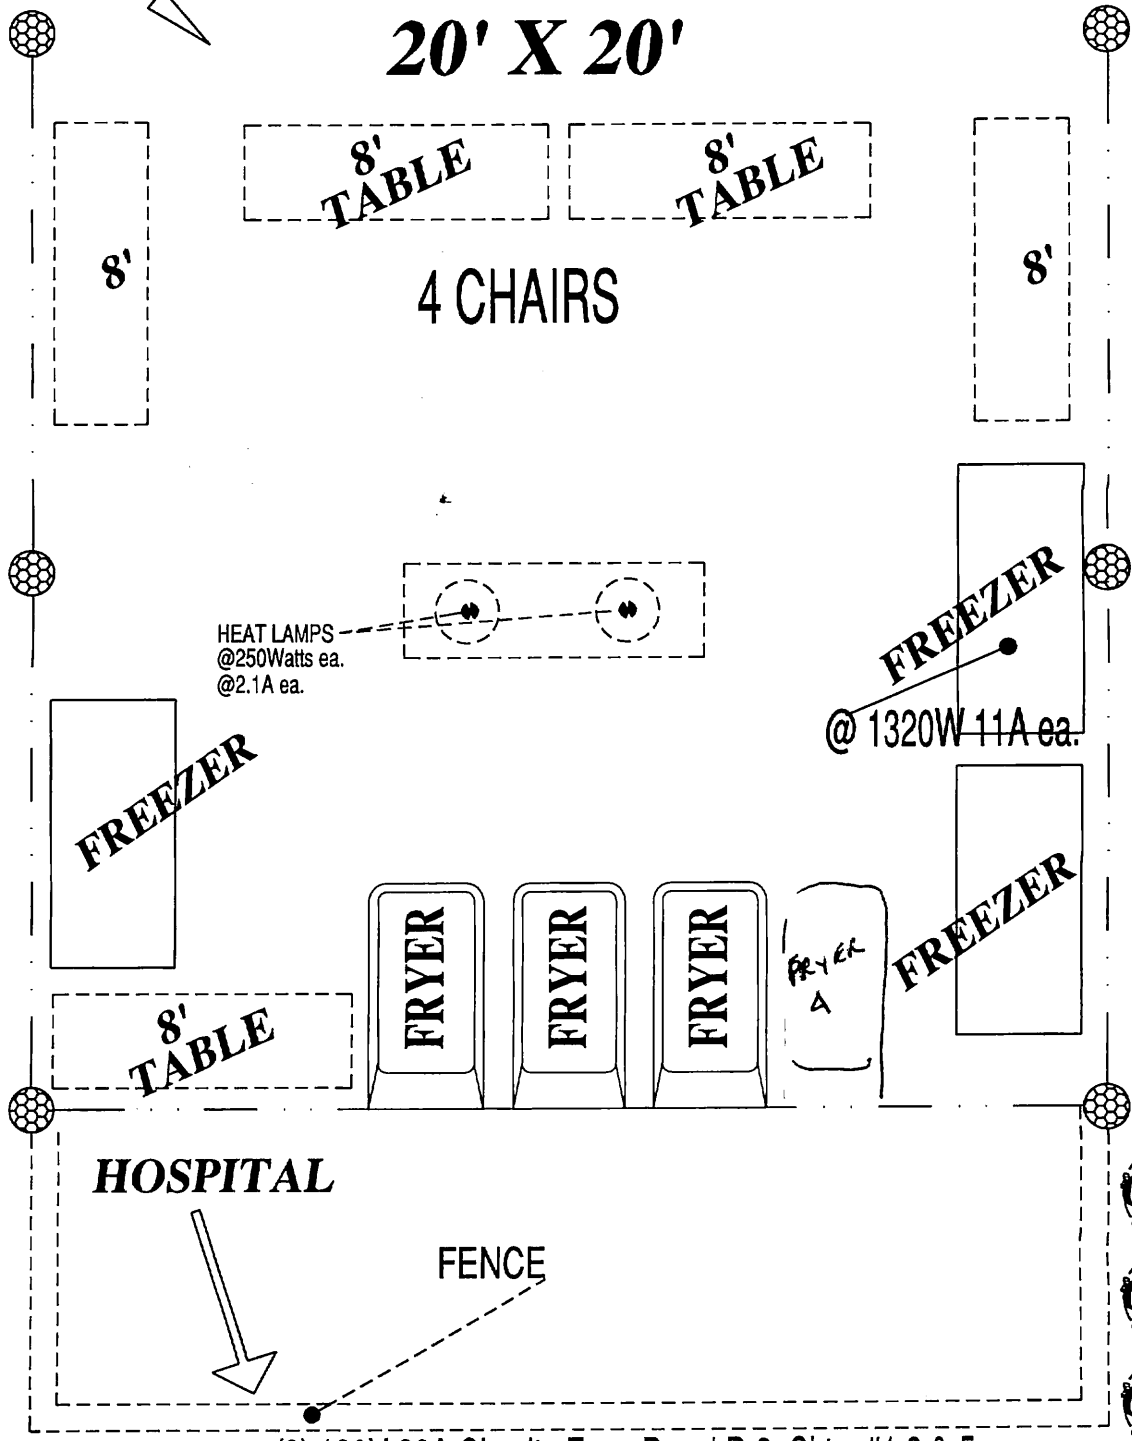 20' X 20'
8'
TABLE
8'
TABLE
8'
8'
4 CHAIRS
HEAT LAMPS
@250Watts ea.
@2.1A ea.
FREEZER
@ 1320W 11A ea.
FREEZER
FREEZER
FRYER
FRYER
FRYER
FRYER
4
8'
TABLE
HOSPITAL
FENCE